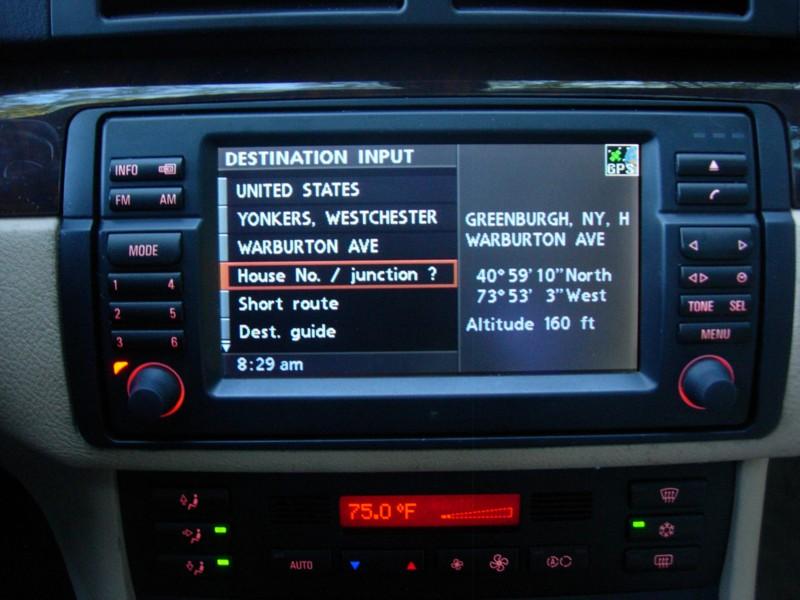 DESTINATION INPUT
GPS
UNITED STATES
YONKERS, WESTCHESTER
WARBURTON AVE
House No. / junction ?
Short route
Dest. guide
8:29 am
GREENBURGH, NY, H
WARBURTON AVE
40°59'10"North
73°53' 3"West
Altitude 160 ft
INFO
FM AM
MODE
1 4
2 5
3 6
TONE SEL
MENU
75.0 °F
AUTO
A